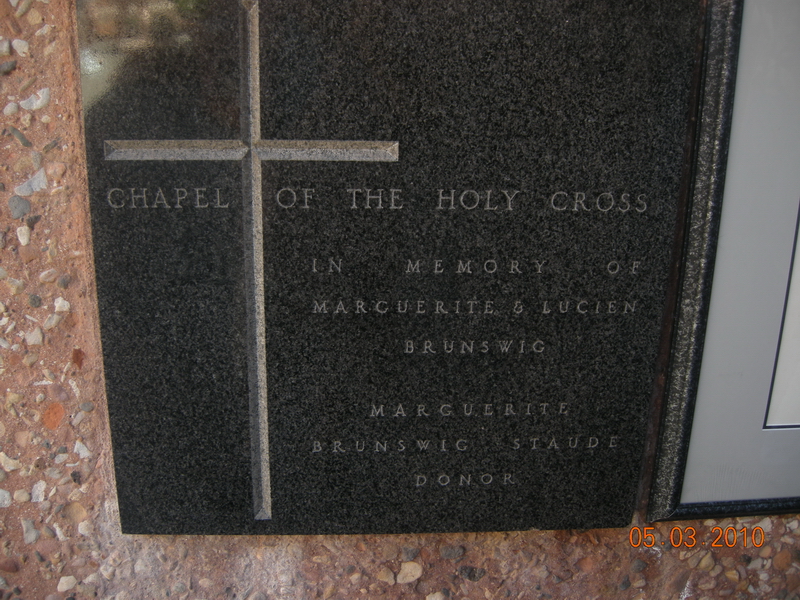 CHAPEL OF THE HOLY CROSS
IN MEMORY OF
MARGUERITE & LUCIEN
BRUNSWIG
MARGUERITE
BRUNSWIG STAUDE
DONOR
05.03.2010